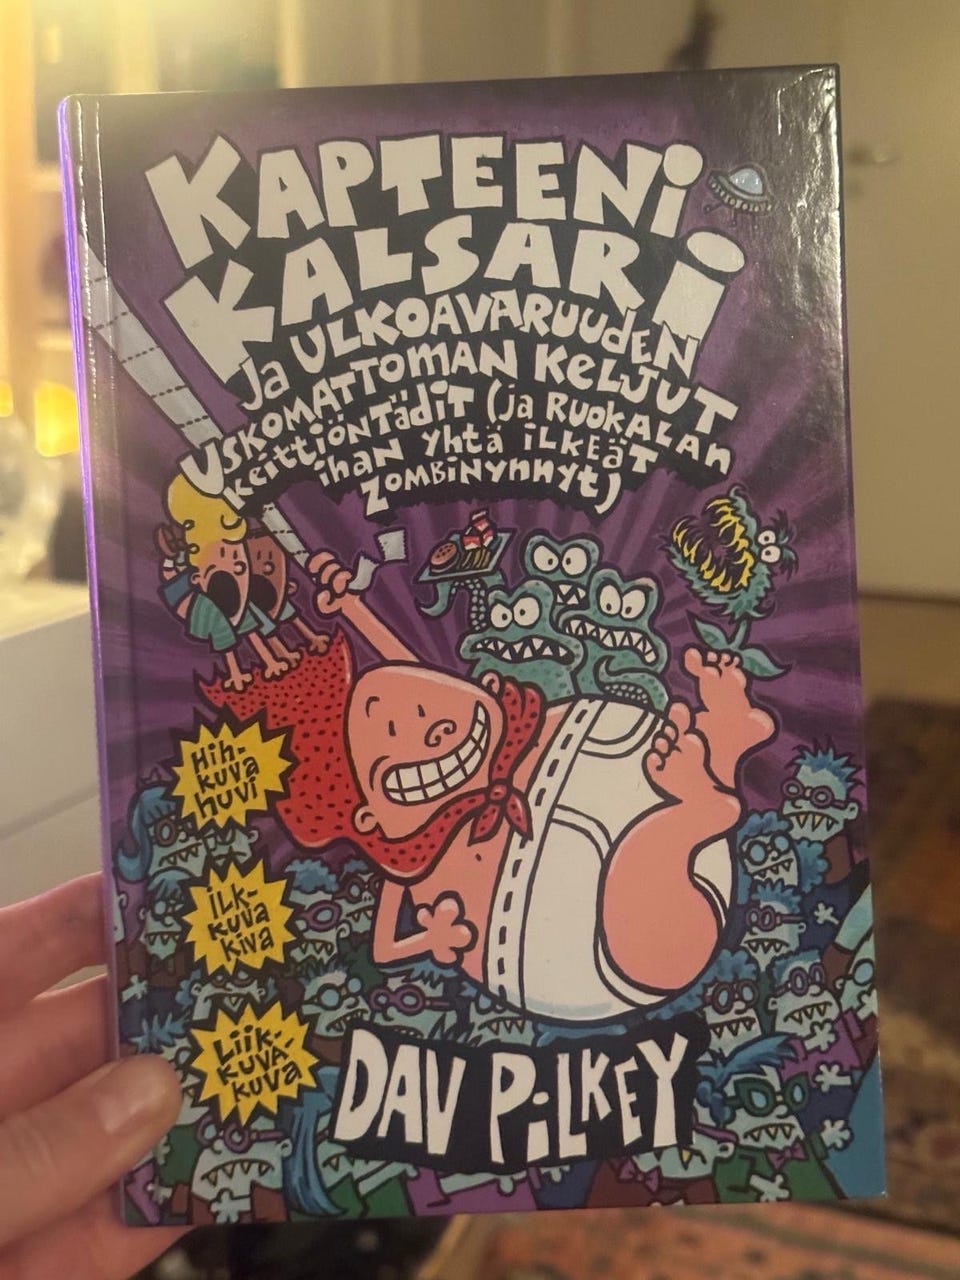 KAPTEENi
KALSARi
Ja ULKOAVARUUdEN
USKOMATTOMAN KELJUT
KEittiÖNTÄDiT (ja RUOKALAN
ihaN YhTÄ iLKEÄT
ZOMBiNYNNYt)
Hih-
KUVA
huvi
iLK-
KUVA
KiVA
Liik-
KUVA-
KUVA
DAV PiLKEY